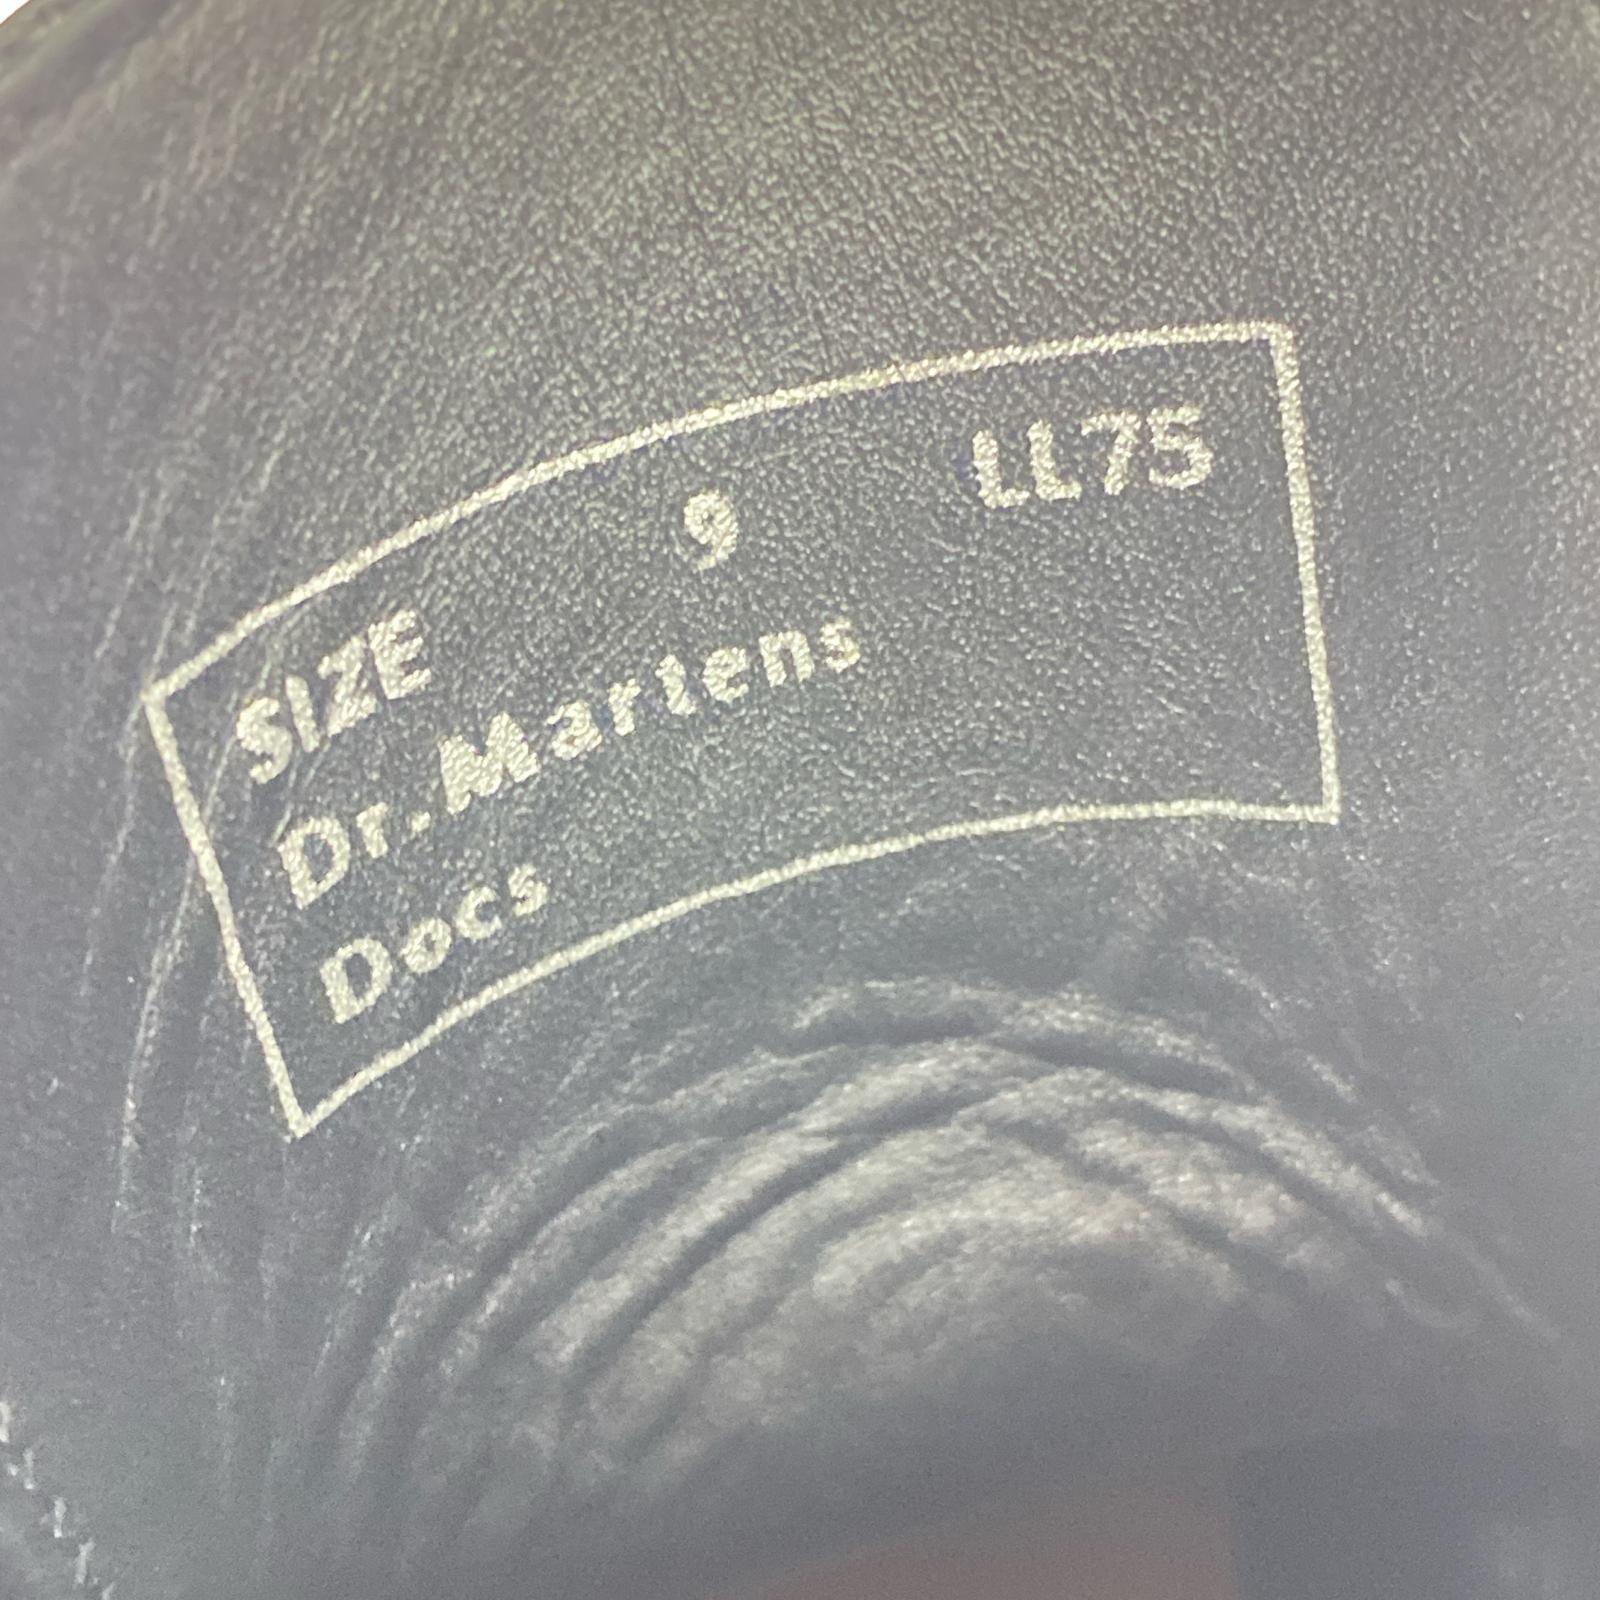 SIZE 9 LL75
Dr. Martens
Docs